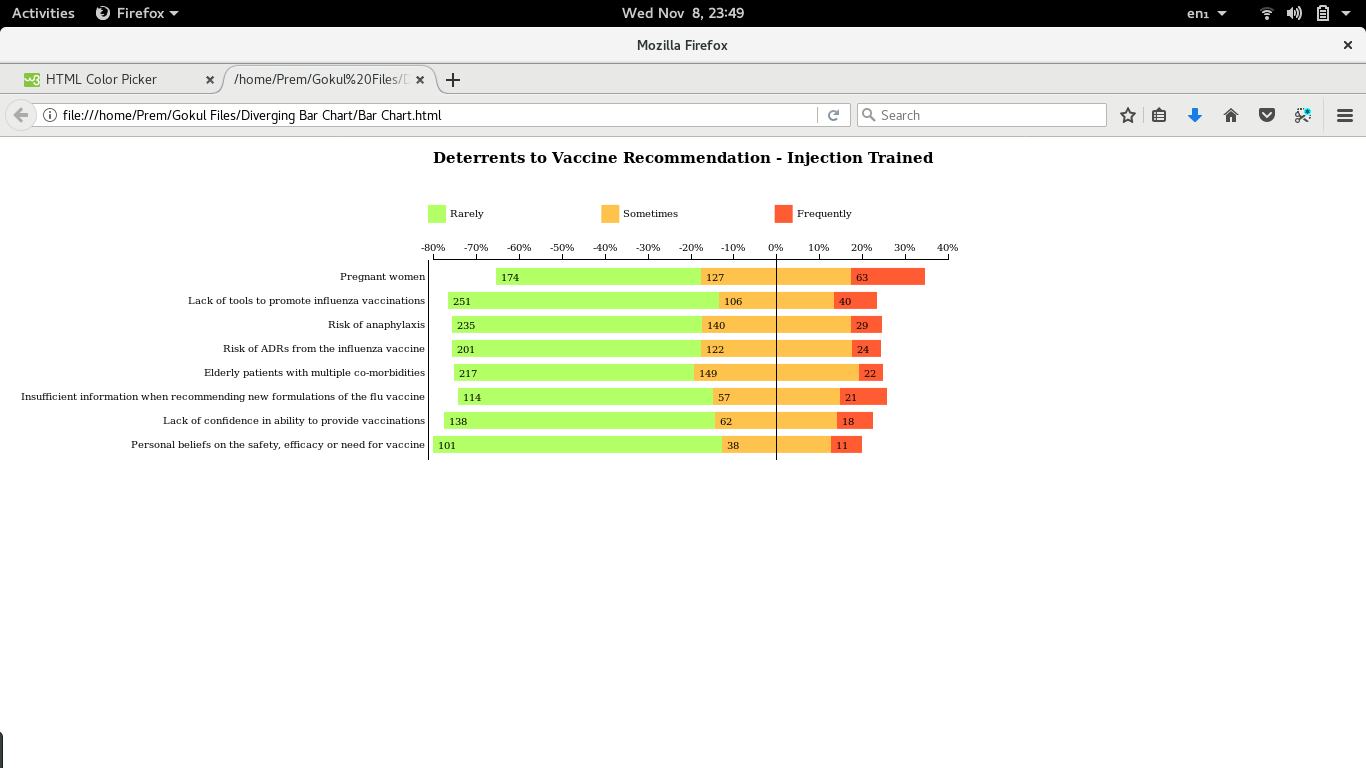 Activities Firefox Wed Nov 8, 23:49 en₁
Mozilla Firefox
HTML Color Picker /home/Prem/Gokul%20Files/D
file:///home/Prem/Gokul Files/Diverging Bar Chart/Bar Chart.html Search
Deterrents to Vaccine Recommendation - Injection Trained
Rarely Sometimes Frequently
-80% -70% -60% -50% -40% -30% -20% -10% 0% 10% 20% 30% 40%
Pregnant women 174 127 63
Lack of tools to promote influenza vaccinations 251 106 40
Risk of anaphylaxis 235 140 29
Risk of ADRs from the influenza vaccine 201 122 24
Elderly patients with multiple co-morbidities 217 149 22
Insufficient information when recommending new formulations of the flu vaccine 114 57 21
Lack of confidence in ability to provide vaccinations 138 62 18
Personal beliefs on the safety, efficacy or need for vaccine 101 38 11